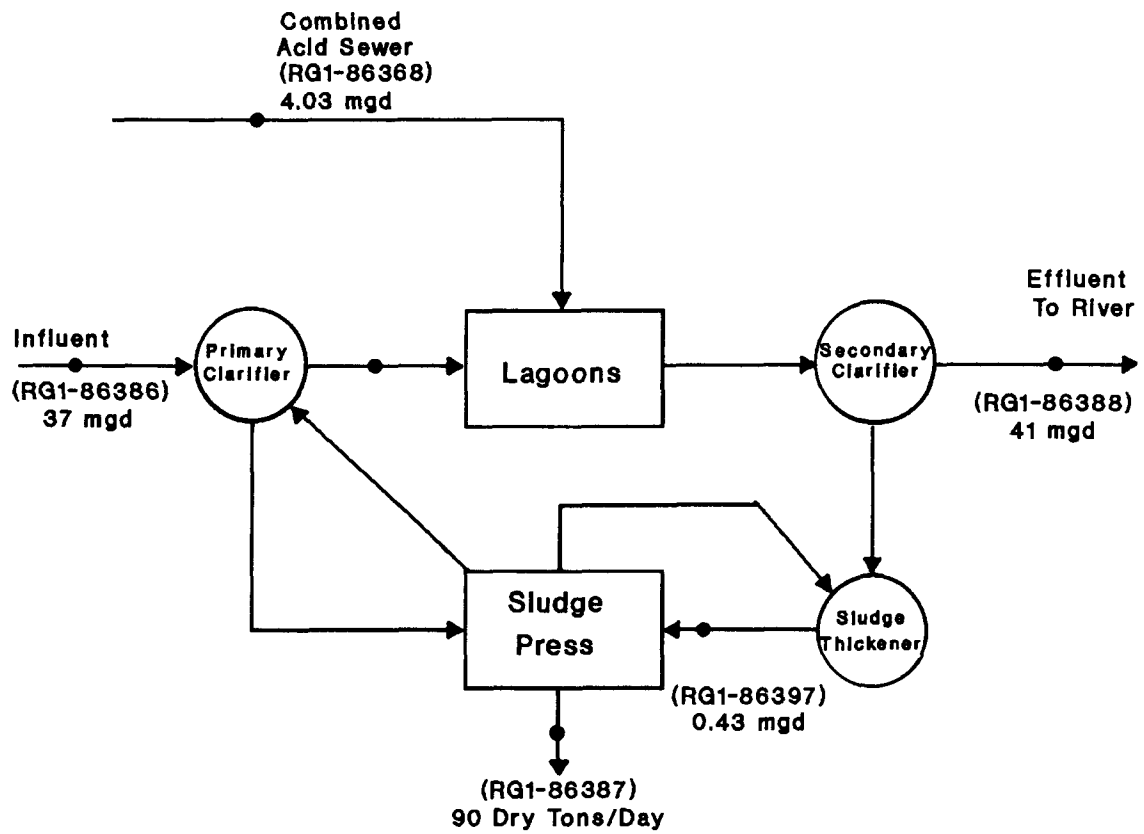 Combined
Acid Sewer
(RG1-86368)
4.03 mgd
Effluent
To River
Influent
Primary
Clarifier
Lagoons
Secondary
Clarifier
(RG1-86386)
37 mgd
(RG1-86388)
41 mgd
Sludge
Press
Sludge
Thickener
(RG1-86397)
0.43 mgd
(RG1-86387)
90 Dry Tons/Day